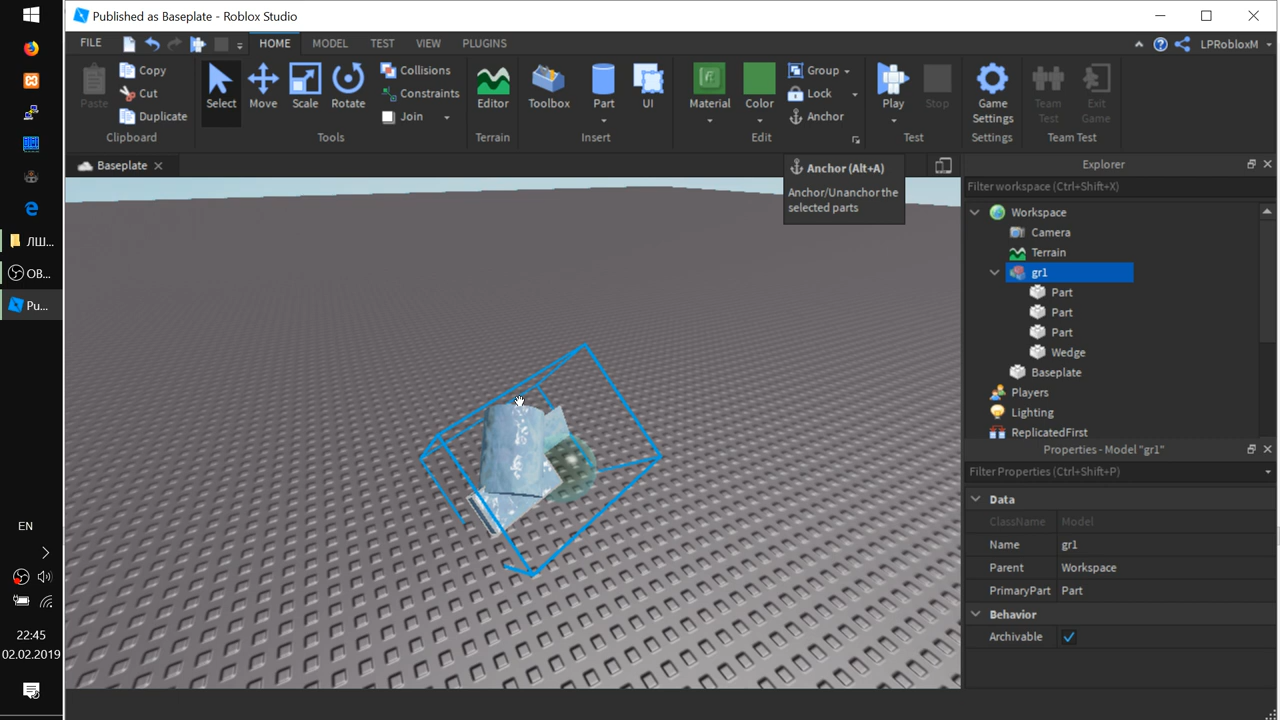 Published as Baseplate - Roblox Studio
FILE
HOME
MODEL
TEST
VIEW
PLUGINS
LPRobloxM
Paste
Copy
Cut
Duplicate
Clipboard
Select
Move
Scale
Rotate
Collisions
Constraints
Join
Tools
Editor
Terrain
Toolbox
Part
UI
Insert
Material
Color
Group
Lock
Anchor
Edit
Play
Stop
Test
Game
Settings
Settings
Team
Test
Exit
Game
Team Test
Baseplate
Anchor (Alt+A)
Anchor/Unanchor the
selected parts
Explorer
Filter workspace (Ctrl+Shift+X)
Workspace
Camera
Terrain
gr1
Part
Part
Part
Wedge
Baseplate
Players
Lighting
ReplicatedFirst
Properties - Model "gr1"
Filter Properties (Ctrl+Shift+P)
Data
ClassName Model
Name gr1
Parent Workspace
PrimaryPart Part
Behavior
Archivable
ЛШ...
OB...
Pu...
EN
22:45
02.02.2019